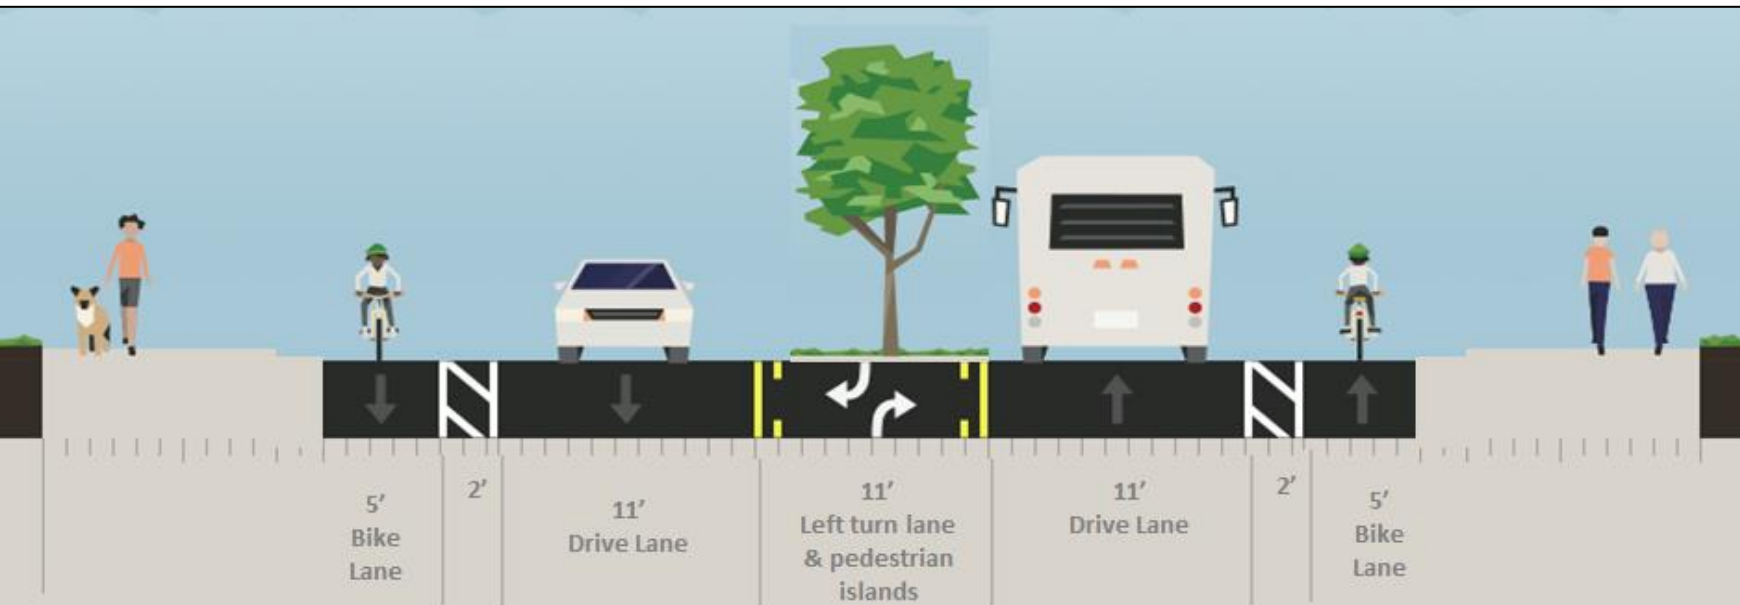 5’
Bike
Lane
2’
11’
Drive Lane
11’
Left turn lane
& pedestrian
islands
11’
Drive Lane
2’
5’
Bike
Lane